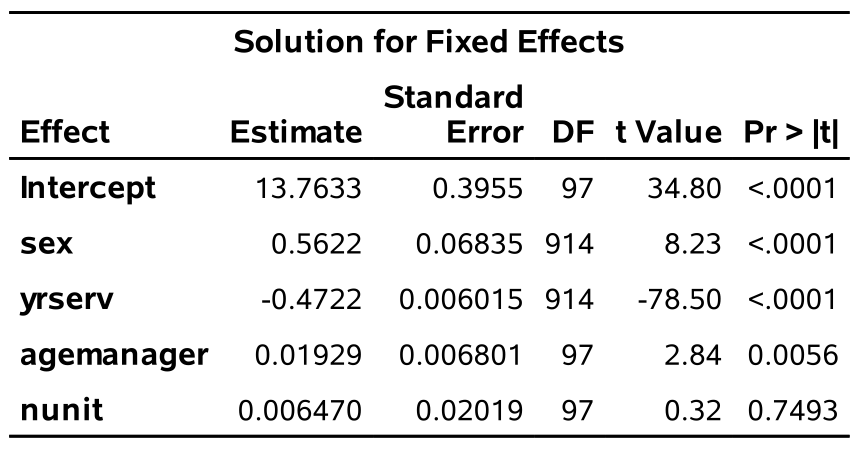 Solution for Fixed Effects
Standard
Effect Estimate Error DF t Value Pr > |t|
Intercept 13.7633 0.3955 97 34.80 <.0001
sex 0.5622 0.06835 914 8.23 <.0001
yrserv -0.4722 0.006015 914 -78.50 <.0001
agemanager 0.01929 0.006801 97 2.84 0.0056
nunit 0.006470 0.02019 97 0.32 0.7493